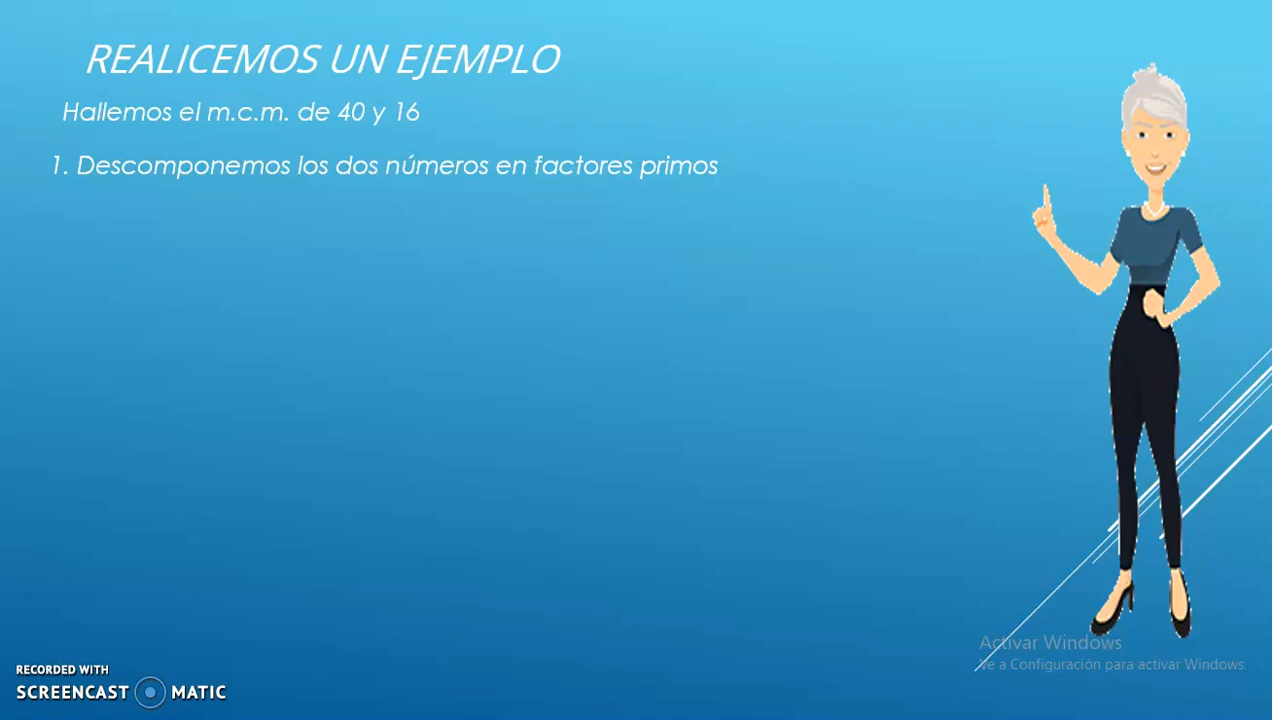 REALICEMOS UN EJEMPLO
Hallemos el m.c.m. de 40 y 16
1. Descomponemos los dos números en factores primos
Activar Windows
Ve a Configuración para activar Windows.
RECORDED WITH
SCREENCAST MATIC